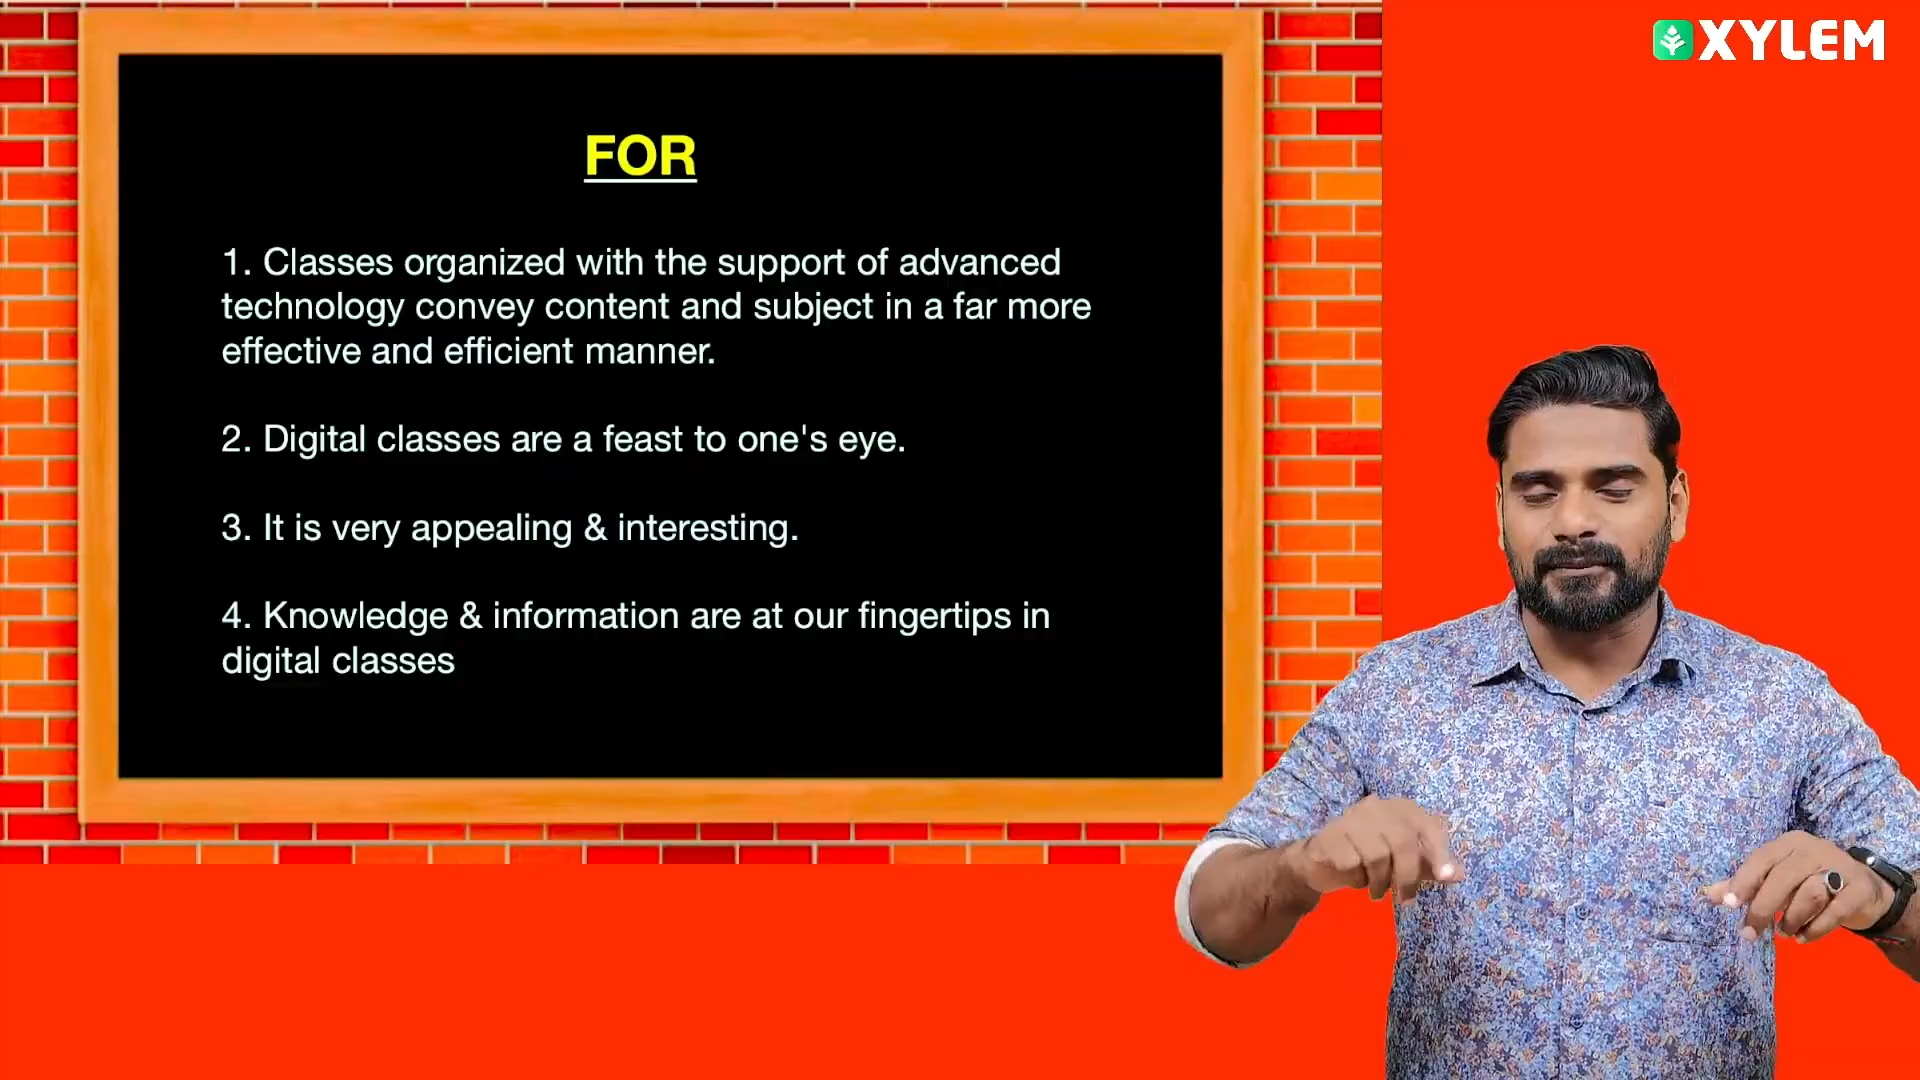 XYLEM
FOR
1. Classes organized with the support of advanced
technology convey content and subject in a far more
effective and efficient manner.
2. Digital classes are a feast to one's eye.
3. It is very appealing & interesting.
4. Knowledge & information are at our fingertips in
digital classes